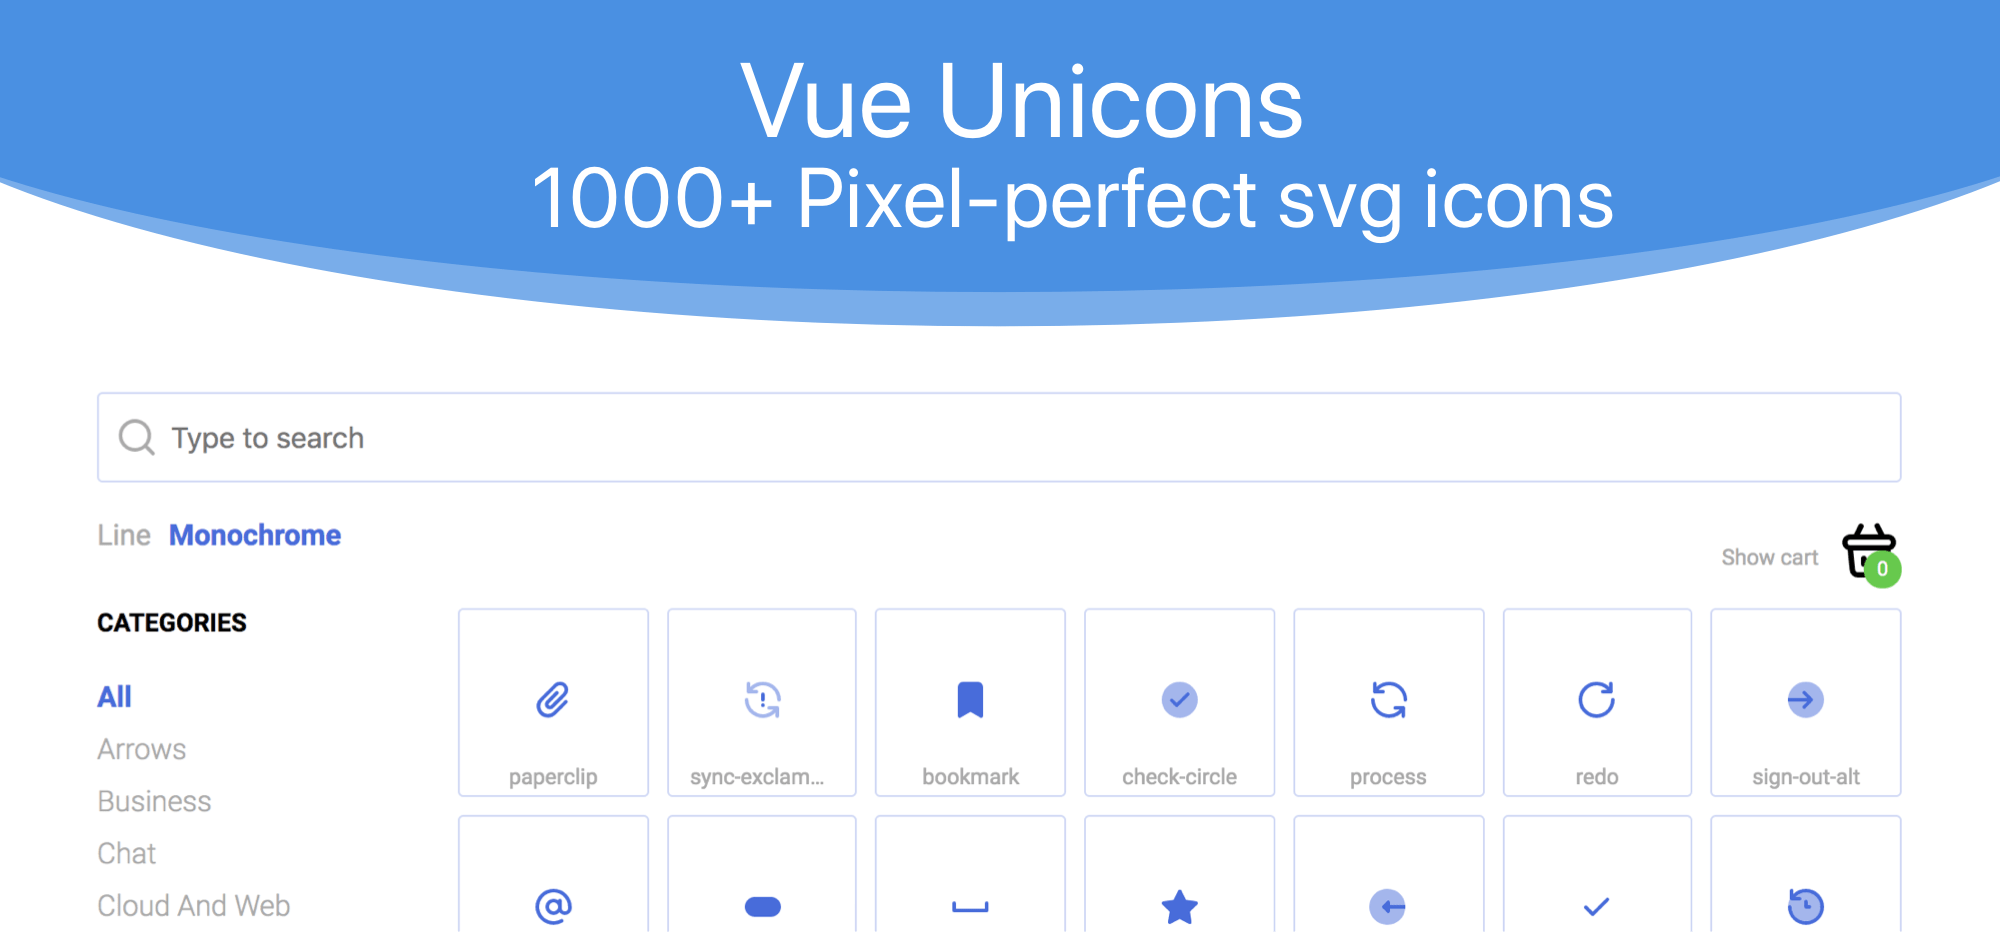 Vue Unicons
1000+ Pixel-perfect svg icons
Type to search
Line Monochrome
Show cart 0
CATEGORIES
All
Arrows
Business
Chat
Cloud And Web
paperclip sync-exclam... bookmark check-circle process redo sign-out-alt